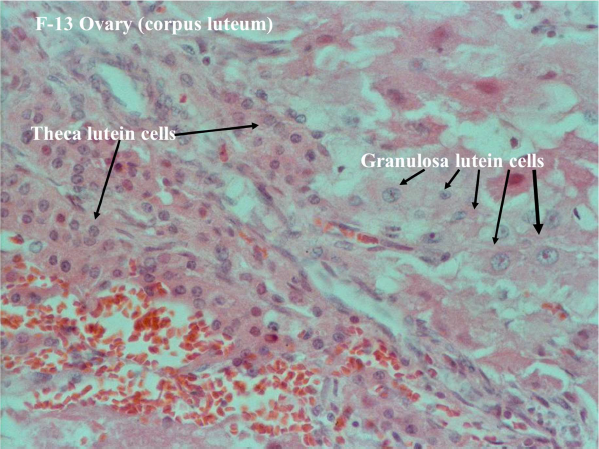 F-13 Ovary (corpus luteum)
Theca lutein cells
Granulosa lutein cells